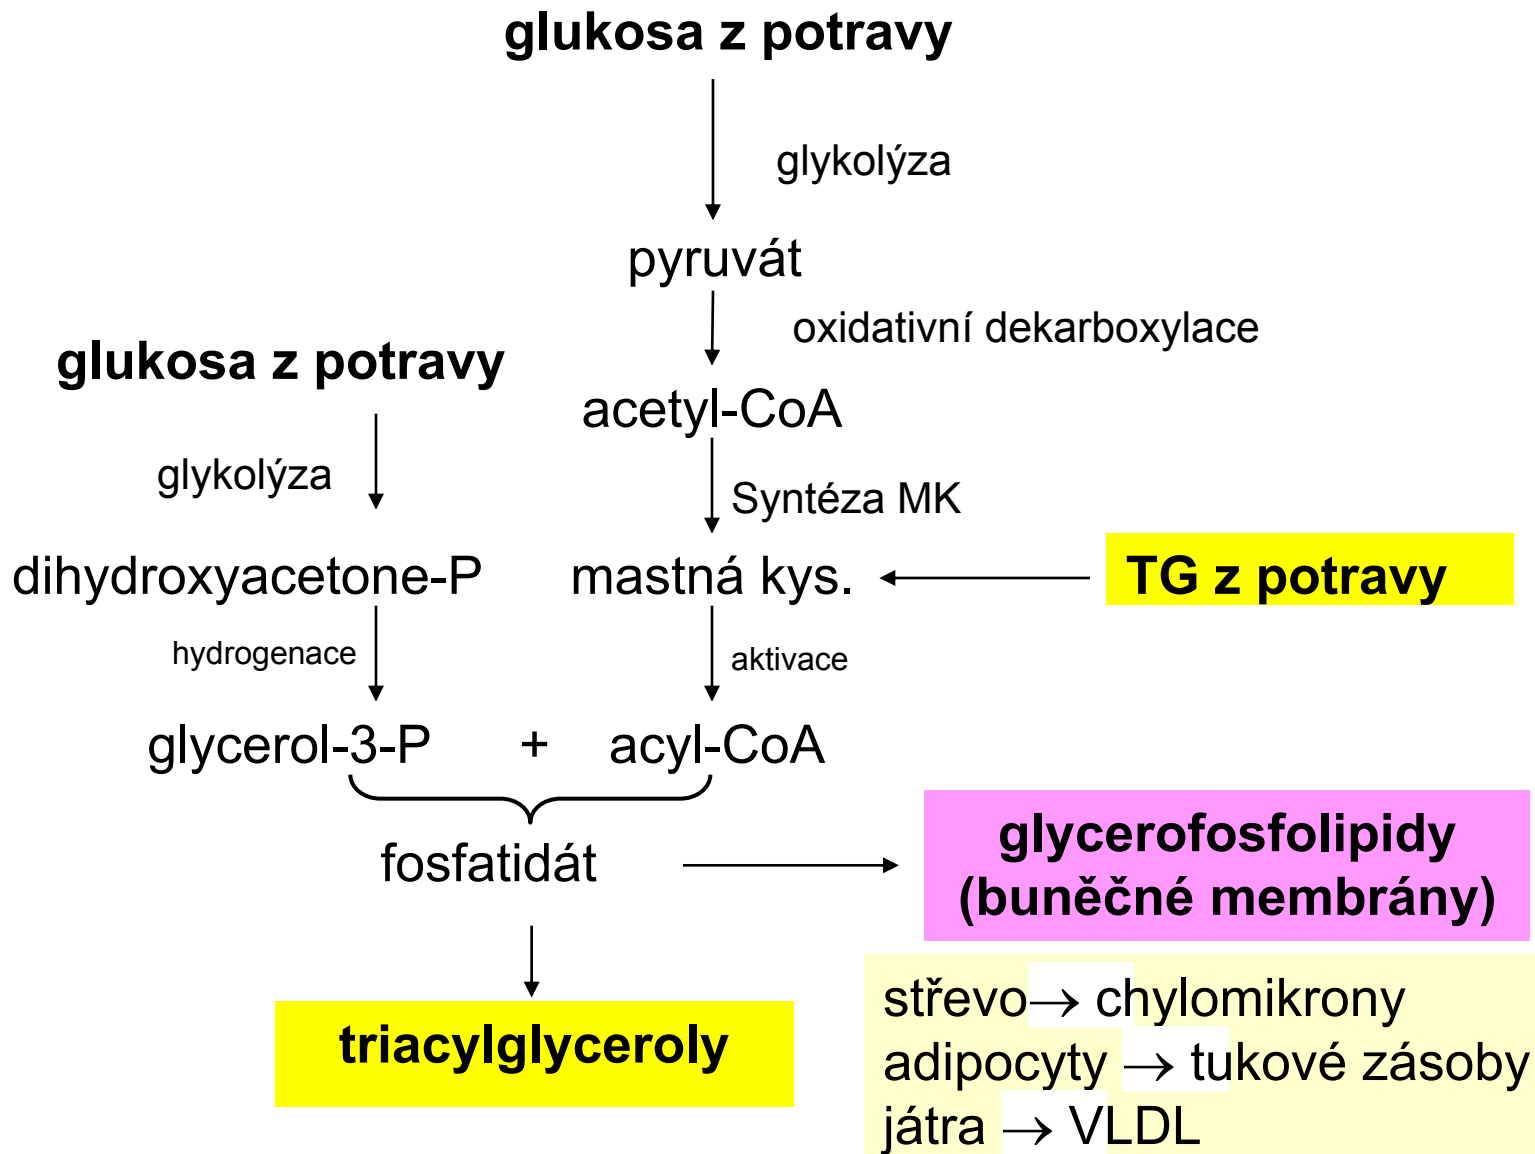 glukosa z potravy
glykolýza
pyruvát
oxidativní dekarboxylace
glukosa z potravy
acetyl-CoA
glykolýza
Syntéza MK
dihydroxyacetone-P
mastná kys.
TG z potravy
hydrogenace
aktivace
glycerol-3-P + acyl-CoA
fosfatidát
glycerofosfolipidy
(buněčné membrány)
triacylglyceroly
střevo→ chylomikrony
adipocyty → tukové zásoby
játra → VLDL